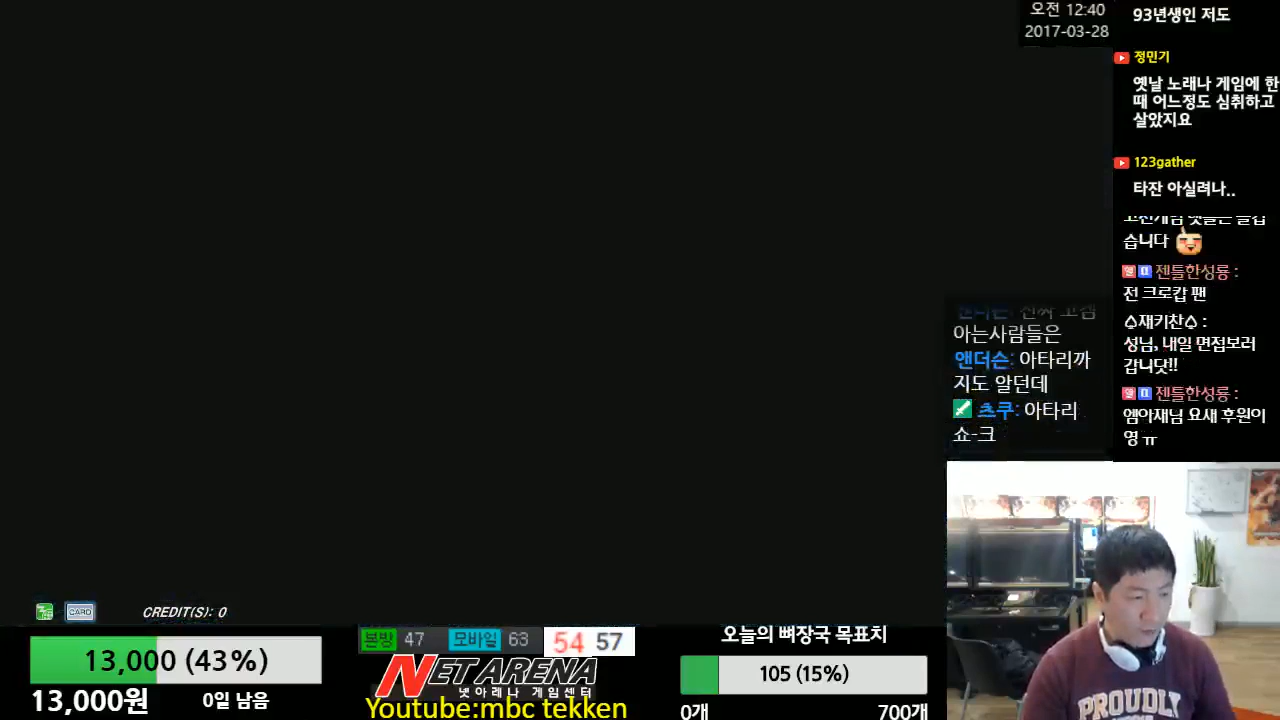 오전 12:40
2017-03-28
93년생인 저도
정민기
옛날 노래나 게임에 한
때 어느정도 심취하고
살았지요
123gather
타잔 아실려나..
습니다
젠틀한성룡 :
전 크로캅 팬
♤재키찬♤ :
성님, 내일 면접보러
갑니닷!!
젠틀한성룡 :
엠아재님 요새 후원이
영 ㅠ
아는사람들은
앤더슨: 아타리까
지도 알던데
츠쿠: 아타리
쇼-크
CARD
CREDIT(S): 0
13,000 (43%)
13,000원
0일 남음
본방 47
모바일 63
54 57
NET ARENA
넷아레나 게임센터
Youtube:mbc tekken
오늘의 뼈장국 목표치
105 (15%)
0개
700개
PROUDLY